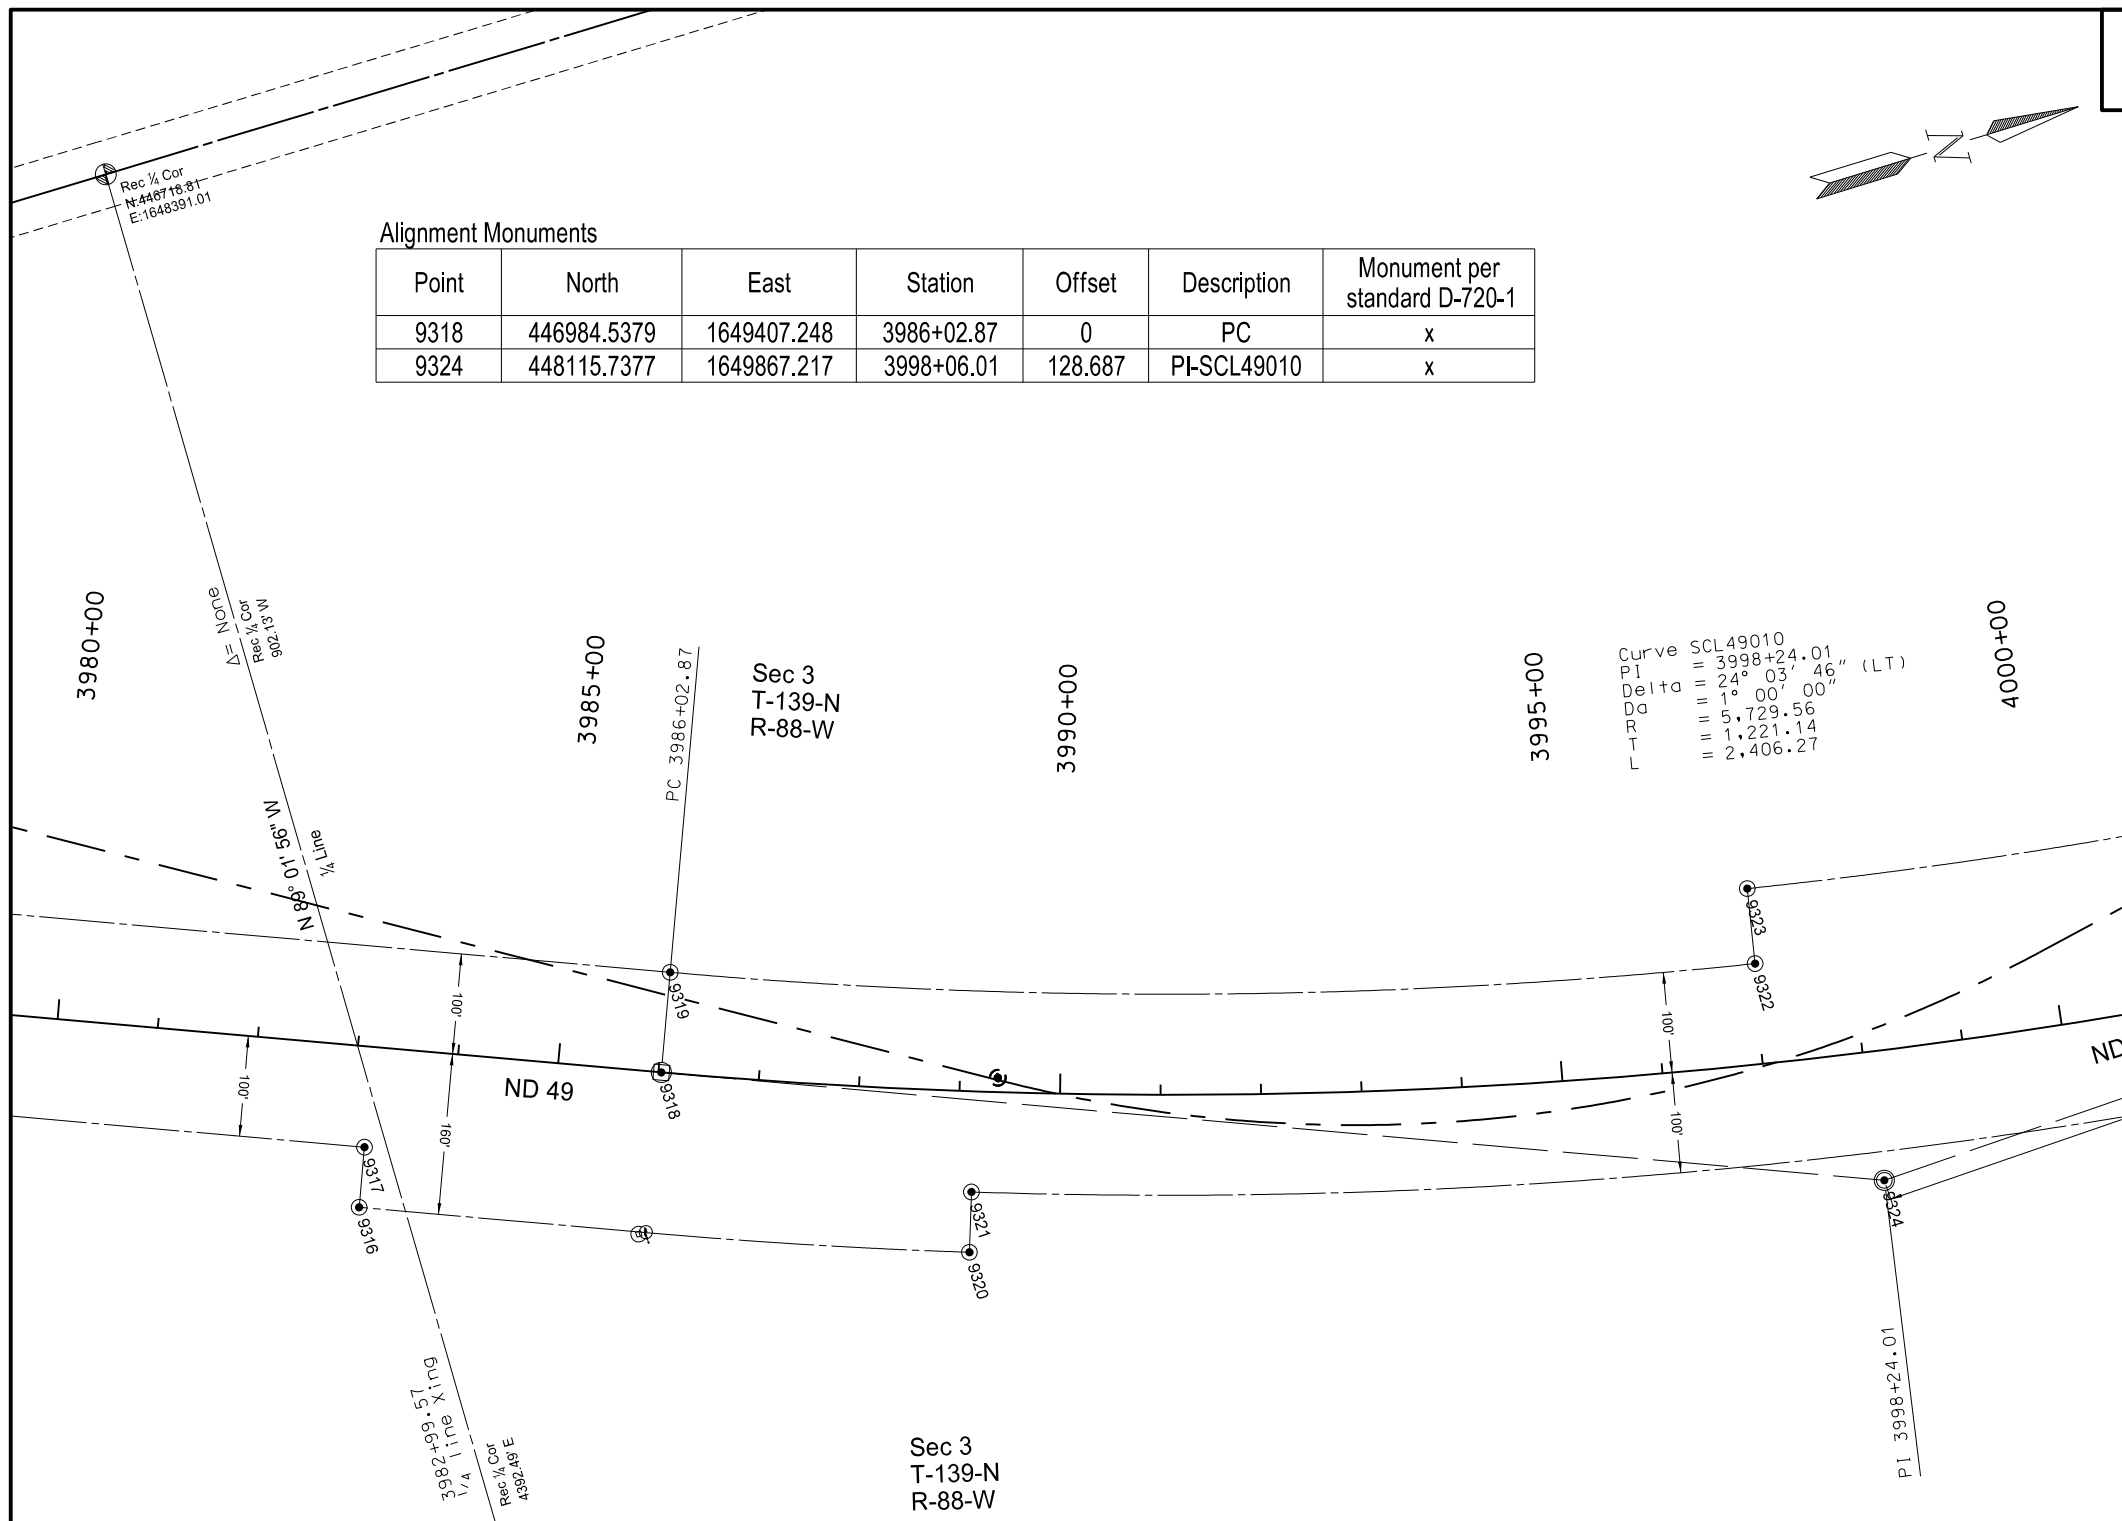 N
Rec ¼ Cor
N:446718.81
E:1648391.01
Alignment Monuments
Point North East Station Offset Description Monument per standard D-720-1
9318 446984.5379 1649407.248 3986+02.87 0 PC x
9324 448115.7377 1649867.217 3998+06.01 128.687 PI-SCL49010 x
3980+00
Δ= None
Rec ¼ Cor
902.13' W
3985+00
PC 3986+02.87
Sec 3
T-139-N
R-88-W
3990+00
3995+00
Curve SCL49010
PI = 3998+24.01
Delta = 24° 03' 46" (LT)
Da = 1° 00' 00"
R = 5,729.56
T = 1,221.14
L = 2,406.27
4000+00
N 89° 01' 56" W
¼ Line
9323
9322
9319
100'
100'
100'
160'
100'
ND 49
9318
ND
9317
9316
9321
9320
9324
3982+99.57
1/4 line Xing
Rec ¼ Cor
4392.49' E
Sec 3
T-139-N
R-88-W
PI 3998+24.01